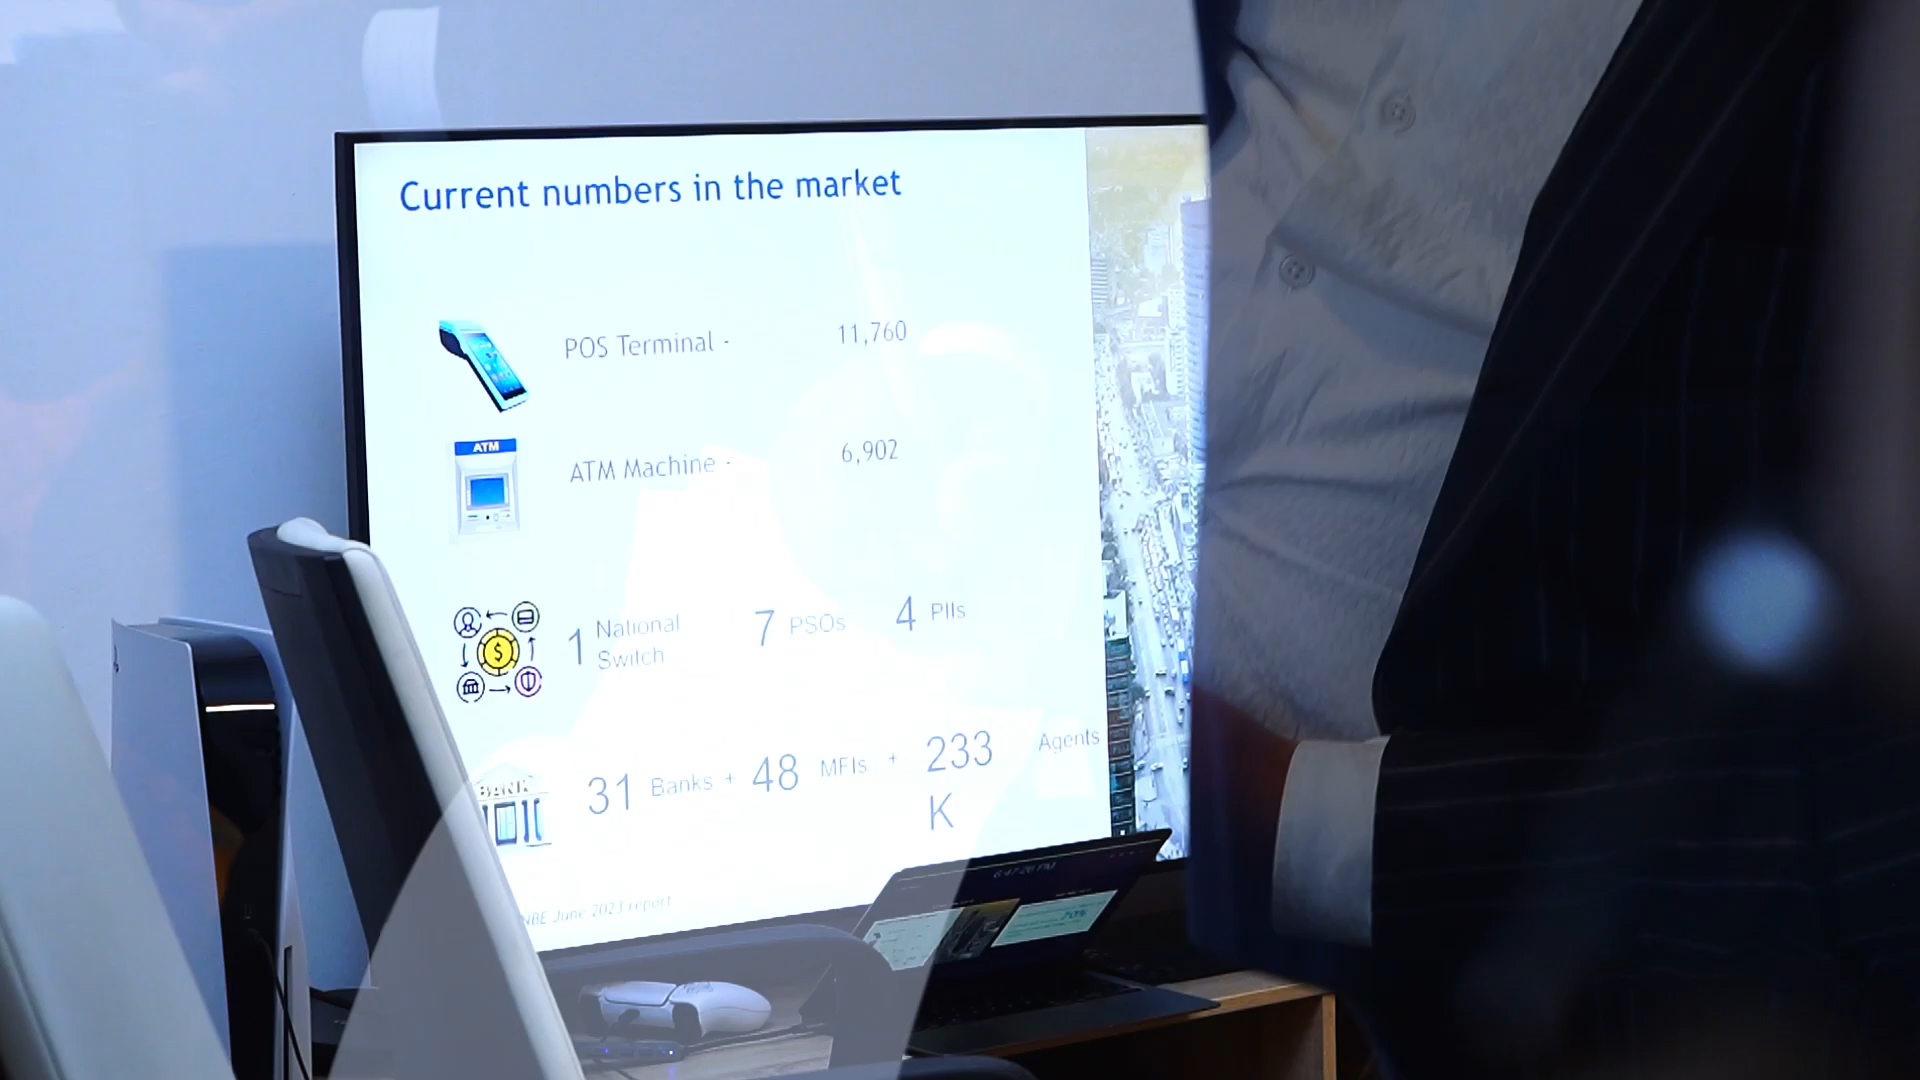 Current numbers in the market
POS Terminal - 11,760
ATM
ATM Machine - 6,902
1 National Switch 7 PSOs 4 PIIs
BANK
31 Banks + 48 MFIs + 233 K Agents
NBE June 2023 report